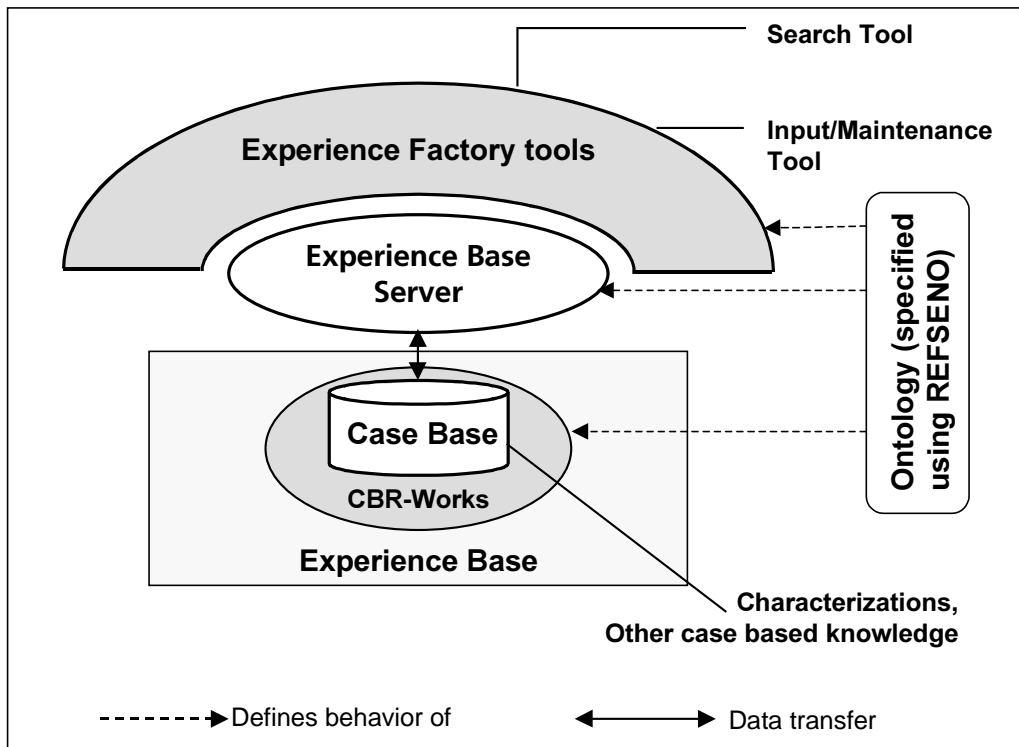 Search Tool
Input/Maintenance
Tool
Experience Factory tools
Experience Base
Server
Ontology (specified
using REFSENO)
Case Base
CBR-Works
Experience Base
Characterizations,
Other case based knowledge
Defines behavior of
Data transfer